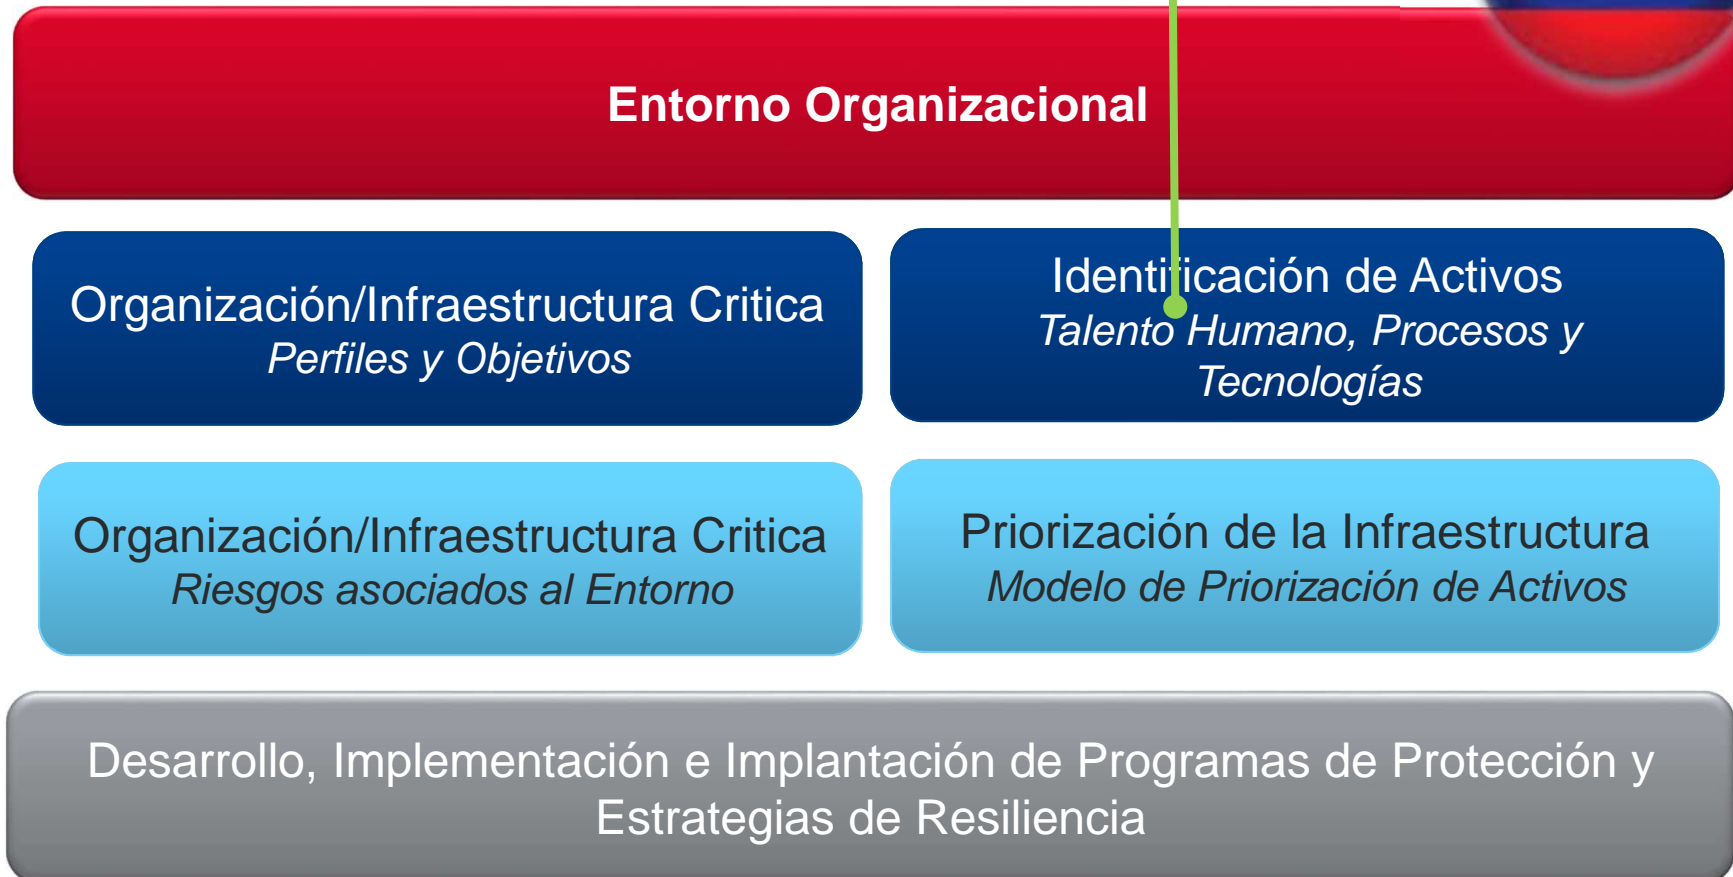 Entorno Organizacional
Organización/Infraestructura Critica
Perfiles y Objetivos
Identificación de Activos
Talento Humano, Procesos y
Tecnologías
Organización/Infraestructura Critica
Riesgos asociados al Entorno
Priorización de la Infraestructura
Modelo de Priorización de Activos
Desarrollo, Implementación e Implantación de Programas de Protección y
Estrategias de Resiliencia